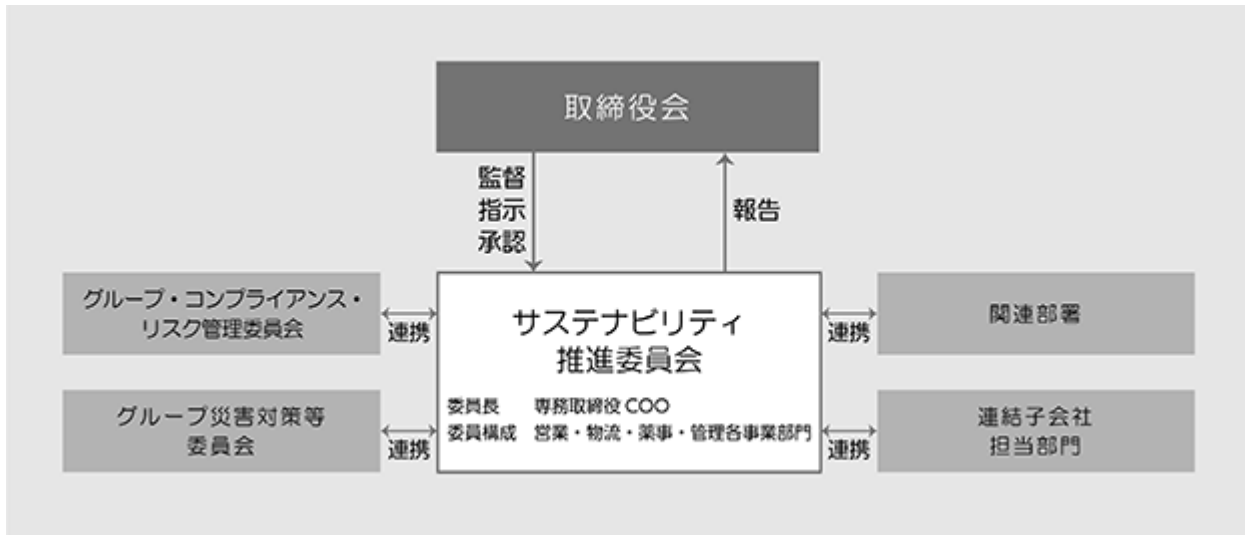 取締役会
監督
指示
承認
報告
グループ・コンプライアンス・
リスク管理委員会
連携
サステナビリティ
推進委員会
委員長 専務取締役 COO
委員構成 営業・物流・薬事・管理各事業部門
連携
関連部署
グループ災害対策等
委員会
連携
連携
連結子会社
担当部門